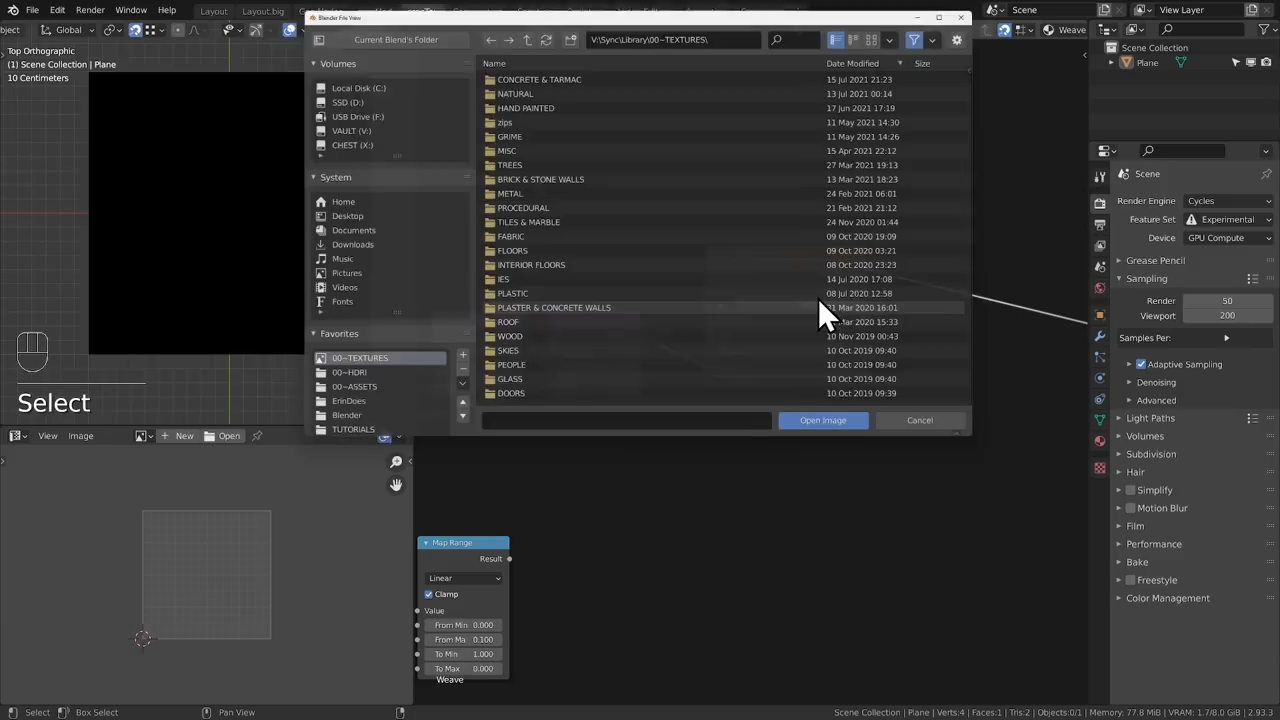 File Edit Render Window Help Layout Layout.big
Scene
View Layer
Blender File View
ject Global
Weave
Top Orthographic
(1) Scene Collection | Plane
10 Centimeters
Current Blend's Folder
V:\Sync\Library\00~TEXTURES\
Scene Collection
Plane
Volumes
Local Disk (C:)
SSD (D:)
USB Drive (F:)
VAULT (V:)
CHEST (X:)
System
Home
Desktop
Documents
Downloads
Music
Pictures
Videos
Fonts
Favorites
00~TEXTURES
00~HDRI
00~ASSETS
ErinDoes
Blender
TUTORIALS
Name Date Modified Size
CONCRETE & TARMAC 15 Jul 2021 21:23
NATURAL 13 Jul 2021 00:14
HAND PAINTED 17 Jun 2021 17:19
zips 11 May 2021 14:30
GRIME 11 May 2021 14:26
MISC 15 Apr 2021 22:12
TREES 27 Mar 2021 19:13
BRICK & STONE WALLS 13 Mar 2021 18:23
METAL 24 Feb 2021 06:01
PROCEDURAL 21 Feb 2021 21:12
TILES & MARBLE 24 Nov 2020 01:44
FABRIC 09 Oct 2020 19:09
FLOORS 09 Oct 2020 03:21
INTERIOR FLOORS 08 Oct 2020 23:23
IES 14 Jul 2020 17:08
PLASTIC 08 Jul 2020 12:58
PLASTER & CONCRETE WALLS 31 Mar 2020 16:01
ROOF Mar 2020 15:33
WOOD 10 Nov 2019 00:43
SKIES 10 Oct 2019 09:40
PEOPLE 10 Oct 2019 09:40
GLASS 10 Oct 2019 09:40
DOORS 10 Oct 2019 09:39
Open Image Cancel
Scene
Render Engine Cycles
Feature Set Experimental
Device GPU Compute
Grease Pencil
Sampling
Render 50
Viewport 200
Samples Per:
Adaptive Sampling
Denoising
Advanced
Light Paths
Volumes
Subdivision
Hair
Simplify
Motion Blur
Film
Performance
Bake
Freestyle
Color Management
Select
View Image New Open
Map Range
Result
Linear
Clamp
Value
From Min 0.000
From Ma 0.100
To Min 1.000
To Max 0.000
Weave
Select Box Select Pan View
Scene Collection | Plane | Verts:4 | Faces:1 | Tris:2 | Objects:0/1 | Memory: 77.8 MiB | VRAM: 1.7/8.0 GiB | 2.93.3